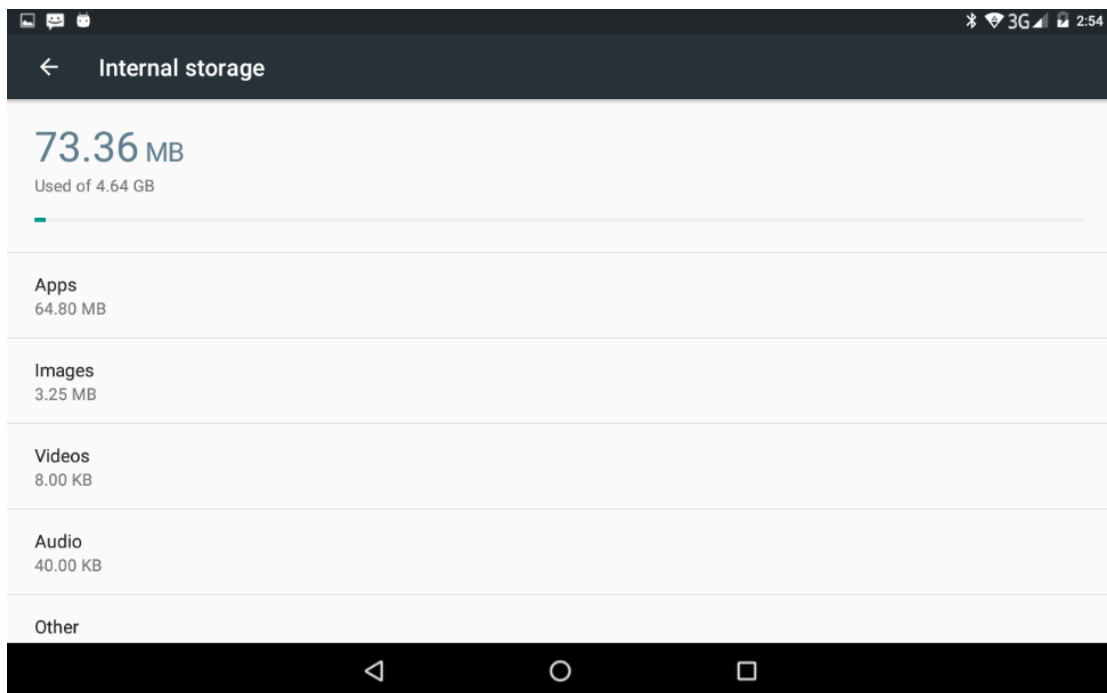 3G 2:54
Internal storage
73.36 MB
Used of 4.64 GB
Apps
64.80 MB
Images
3.25 MB
Videos
8.00 KB
Audio
40.00 KB
Other